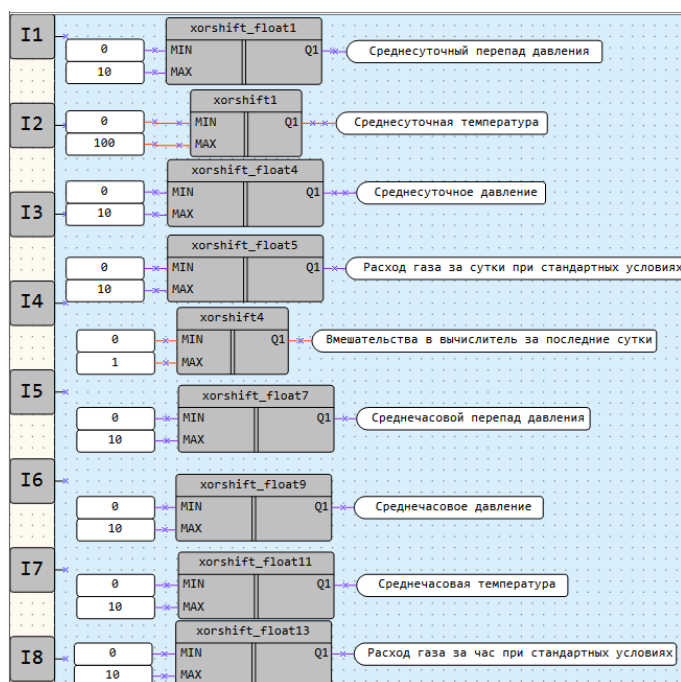 I1
xorshift_float1
0 MIN Q1 Среднесуточный перепад давления
10 MAX
I2
xorshift1
0 MIN Q1 Среднесуточная температура
100 MAX
xorshift_float4
I3
0 MIN Q1 Среднесуточное давление
10 MAX
xorshift_float5
0 MIN Q1 Расход газа за сутки при стандартных условиях
10 MAX
I4
xorshift4
0 MIN Q1 Вмешательства в вычислитель за последние сутки
1 MAX
I5
xorshift_float7
0 MIN Q1 Среднечасовой перепад давления
10 MAX
I6
xorshift_float9
0 MIN Q1 Среднечасовое давление
10 MAX
I7
xorshift_float11
0 MIN Q1 Среднечасовая температура
10 MAX
xorshift_float13
I8
0 MIN Q1 Расход газа за час при стандартных условиях
10 MAX